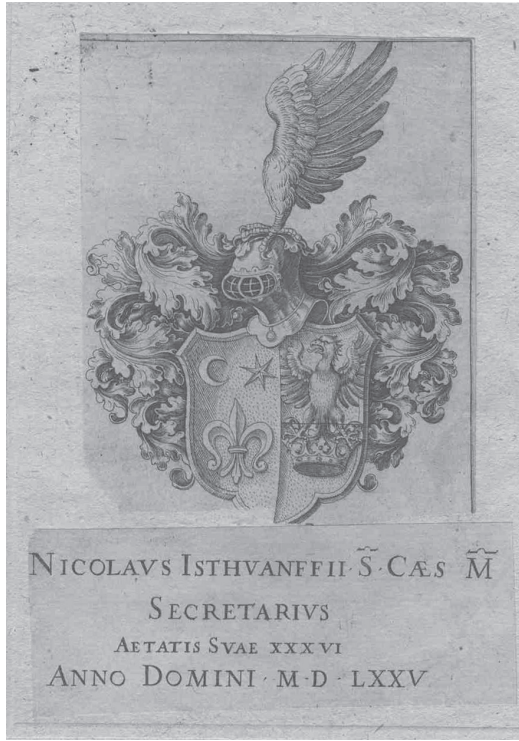 NICOLAVS ISTHVANFFII · S̃ · CÆS M̃
SECRETARIVS
AETATIS SVAE XXXVI
ANNO DOMINI · M · D · LXXV